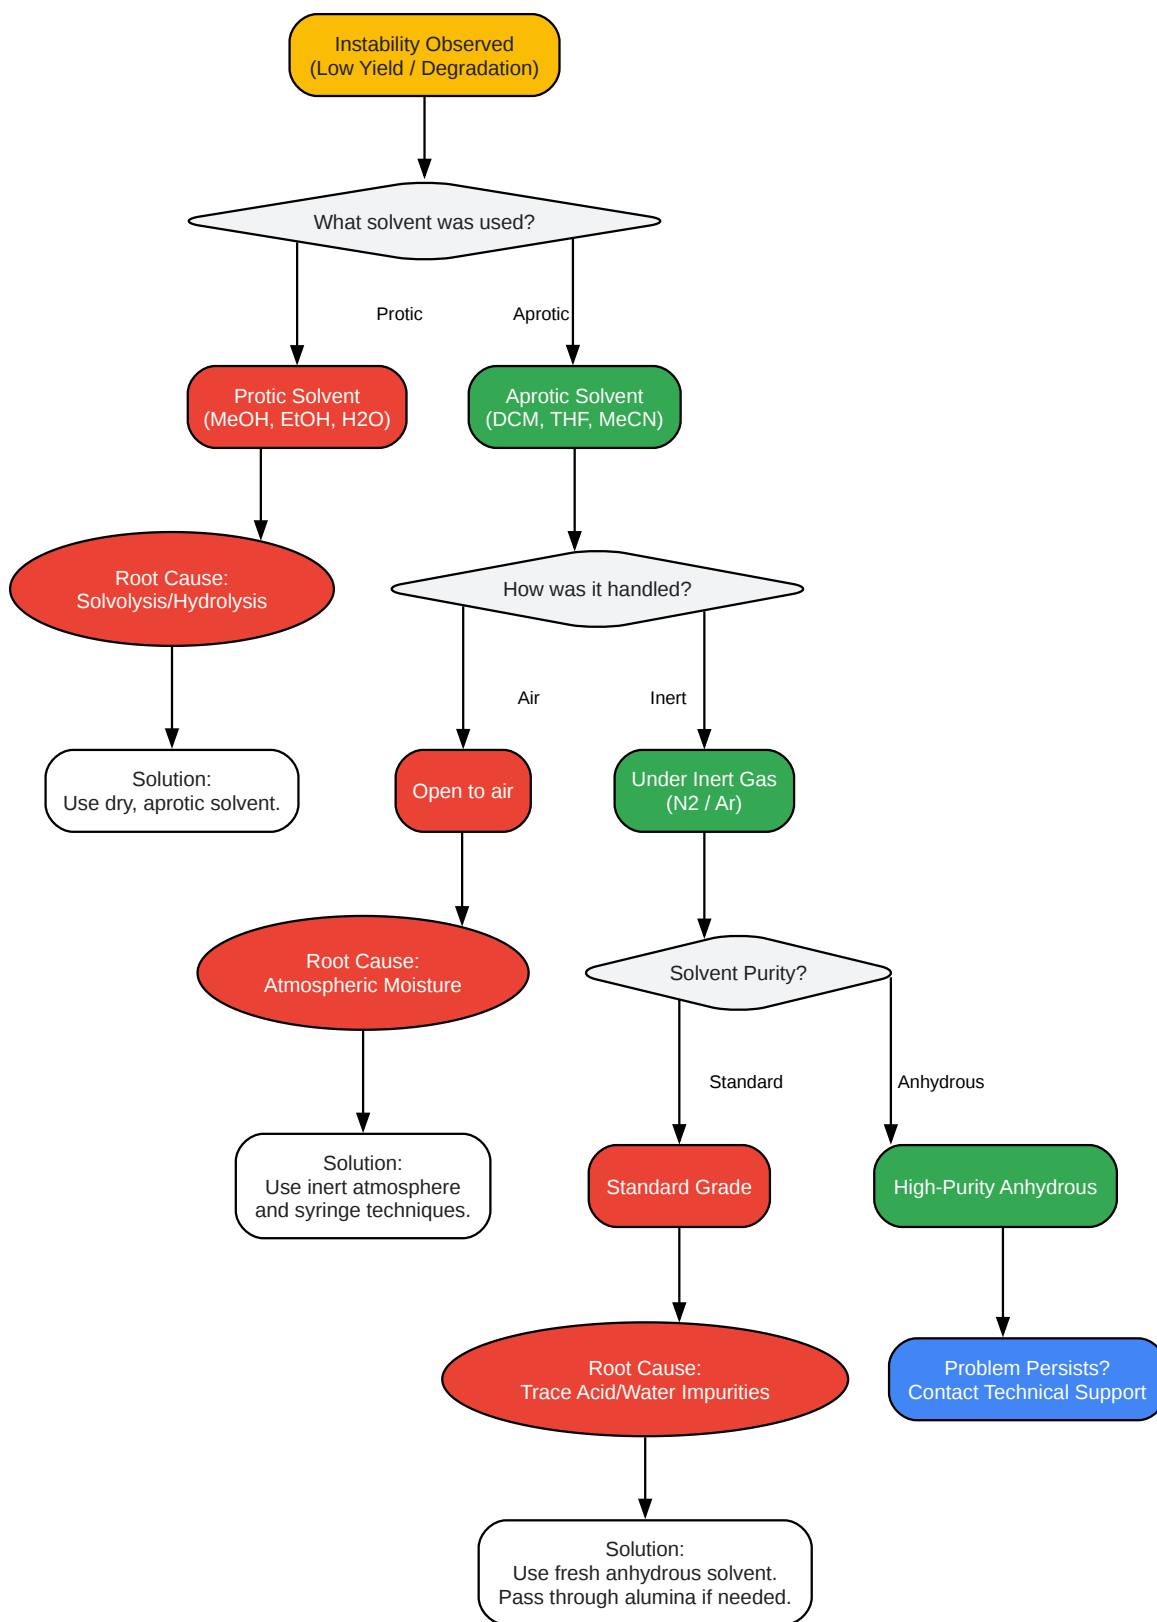 Instability Observed
(Low Yield / Degradation)
What solvent was used?
Protic
Aprotic
Protic Solvent
(MeOH, EtOH, H2O)
Aprotic Solvent
(DCM, THF, MeCN)
Root Cause:
Solvolysis/Hydrolysis
How was it handled?
Air
Inert
Solution:
Use dry, aprotic solvent.
Open to air
Under Inert Gas
(N2 / Ar)
Root Cause:
Atmospheric Moisture
Solvent Purity?
Standard
Anhydrous
Solution:
Use inert atmosphere
and syringe techniques.
Standard Grade
High-Purity Anhydrous
Root Cause:
Trace Acid/Water Impurities
Problem Persists?
Contact Technical Support
Solution:
Use fresh anhydrous solvent.
Pass through alumina if needed.